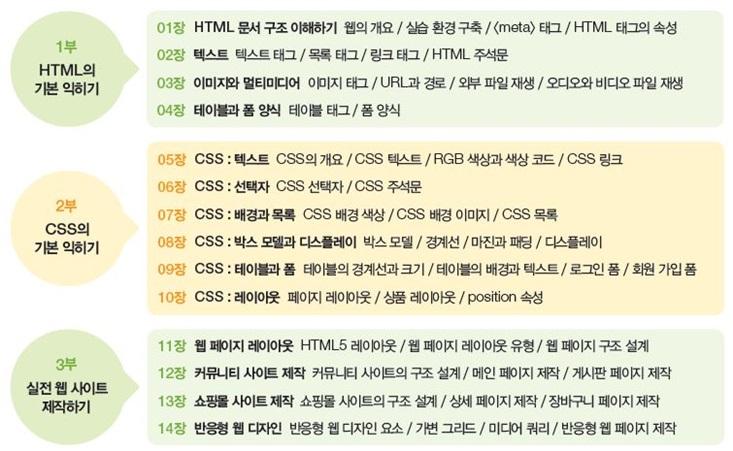 1부
HTML의
기본 익히기
01장 HTML 문서 구조 이해하기 웹의 개요 / 실습 환경 구축 / 〈meta〉 태그 / HTML 태그의 속성
02장 텍스트 텍스트 태그 / 목록 태그 / 링크 태그 / HTML 주석문
03장 이미지와 멀티미디어 이미지 태그 / URL과 경로 / 외부 파일 재생 / 오디오와 비디오 파일 재생
04장 테이블과 폼 양식 테이블 태그 / 폼 양식
2부
CSS의
기본 익히기
05장 CSS : 텍스트 CSS의 개요 / CSS 텍스트 / RGB 색상과 색상 코드 / CSS 링크
06장 CSS : 선택자 CSS 선택자 / CSS 주석문
07장 CSS : 배경과 목록 CSS 배경 색상 / CSS 배경 이미지 / CSS 목록
08장 CSS : 박스 모델과 디스플레이 박스 모델 / 경계선 / 마진과 패딩 / 디스플레이
09장 CSS : 테이블과 폼 테이블의 경계선과 크기 / 테이블의 배경과 텍스트 / 로그인 폼 / 회원 가입 폼
10장 CSS : 레이아웃 페이지 레이아웃 / 상품 레이아웃 / position 속성
3부
실전 웹 사이트
제작하기
11장 웹 페이지 레이아웃 HTML5 레이아웃 / 웹 페이지 레이아웃 유형 / 웹 페이지 구조 설계
12장 커뮤니티 사이트 제작 커뮤니티 사이트의 구조 설계 / 메인 페이지 제작 / 게시판 페이지 제작
13장 쇼핑몰 사이트 제작 쇼핑몰 사이트의 구조 설계 / 상세 페이지 제작 / 장바구니 페이지 제작
14장 반응형 웹 디자인 반응형 웹 디자인 요소 / 가변 그리드 / 미디어 쿼리 / 반응형 웹 페이지 제작